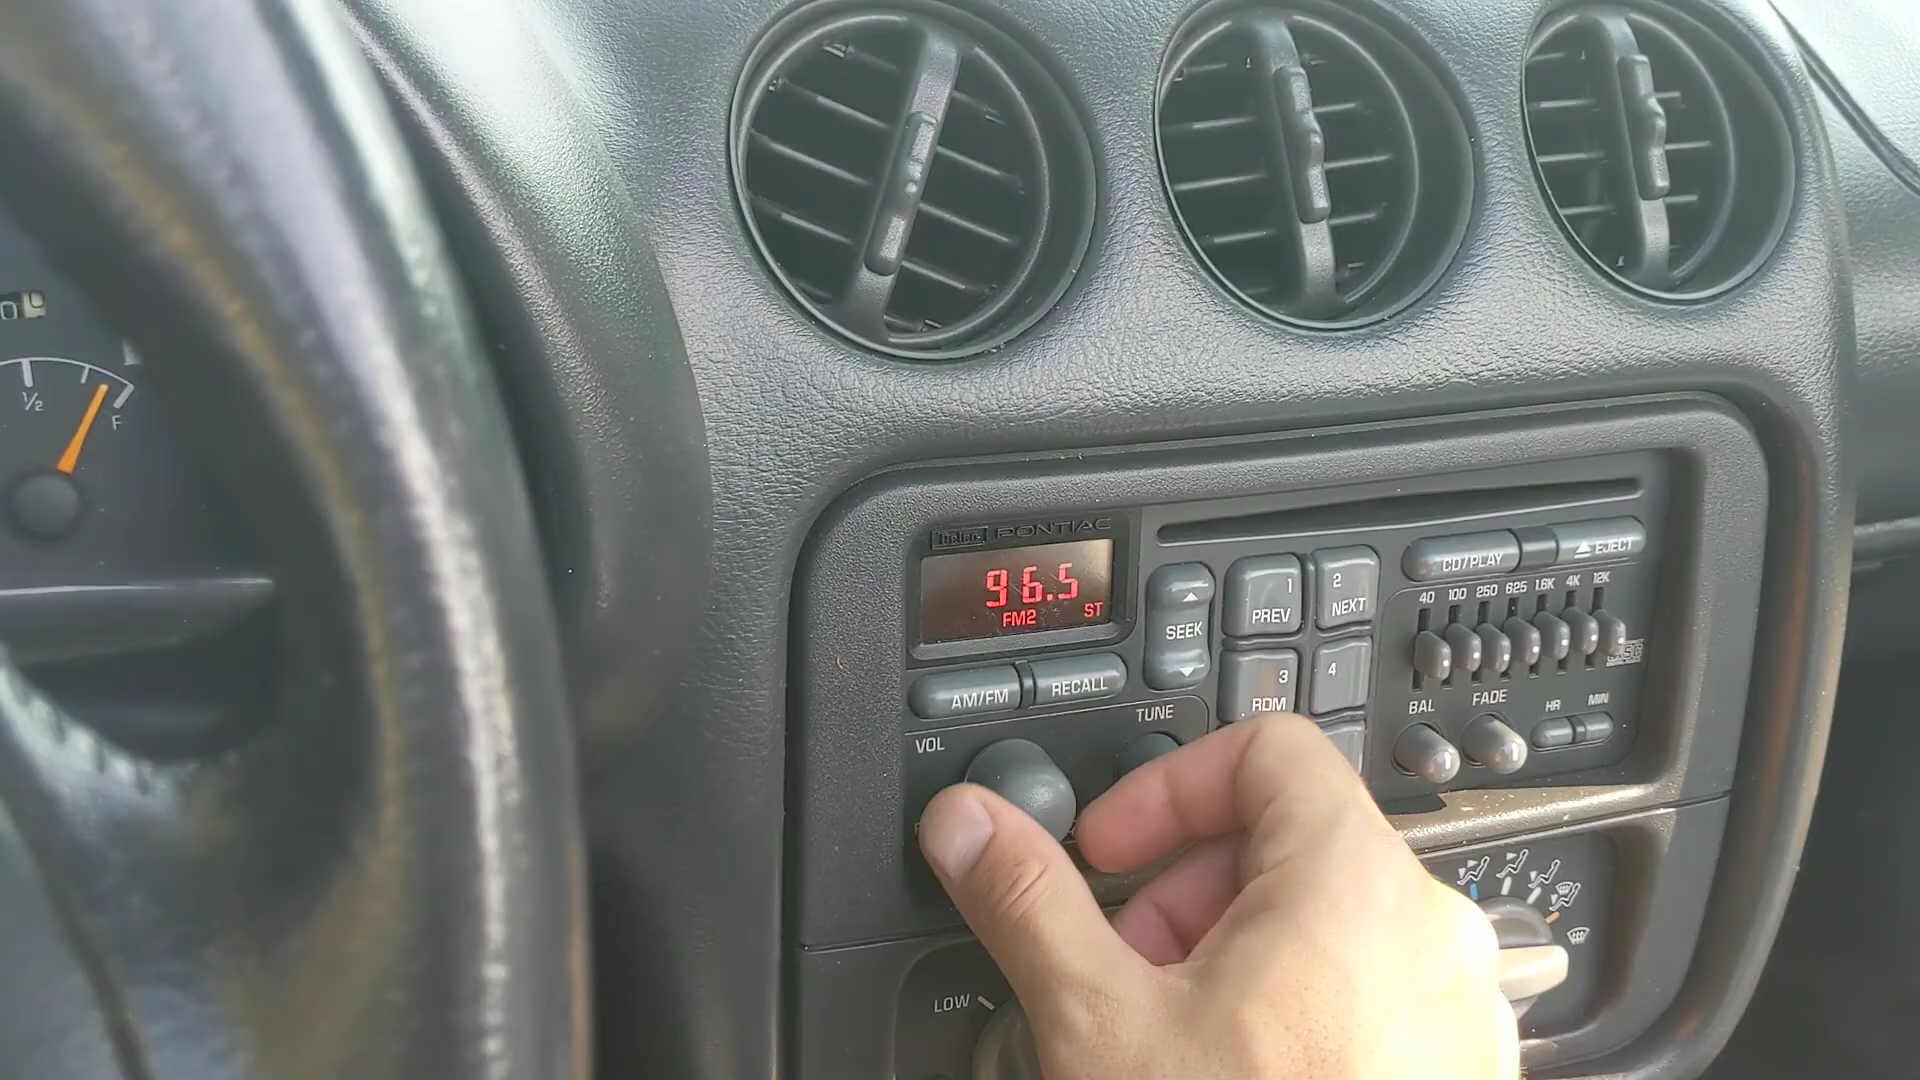 0
1/2
F
Delco PONTIAC
96.5
FM2 ST
AM/FM
RECALL
SEEK
1
PREV
2
NEXT
3
RDM
4
CD/PLAY
EJECT
40 100 250 625 1.6K 4K 12K
BAL
FADE
HR
MIN
VOL
TUNE
LOW